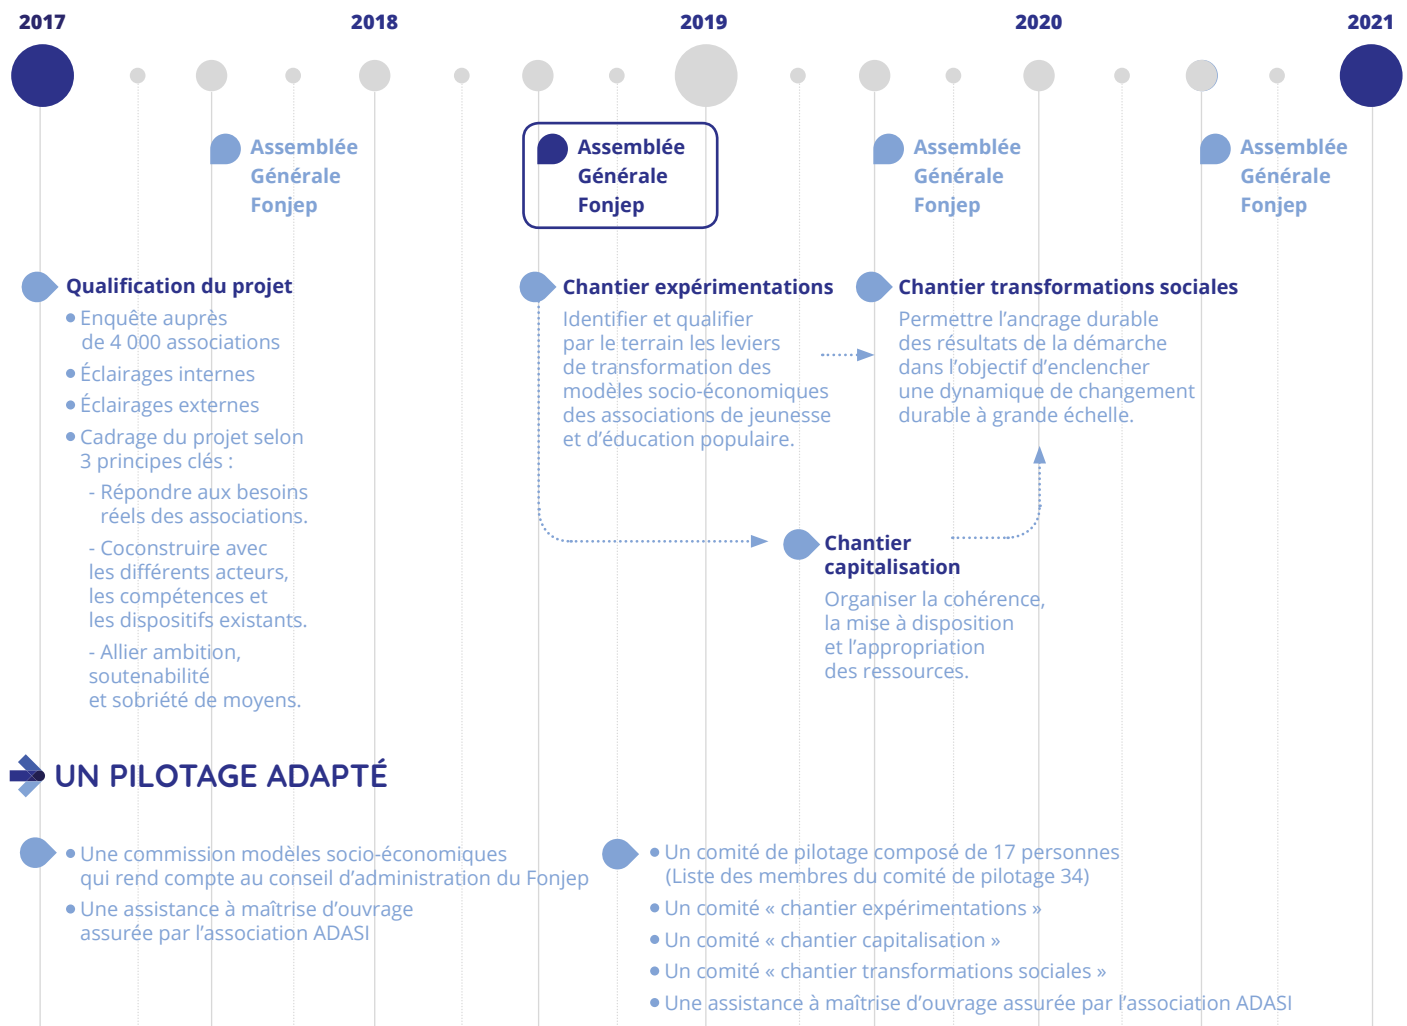 2017
2018
2019
2020
2021
Assemblée
Générale
Fonjep
Assemblée
Générale
Fonjep
Assemblée
Générale
Fonjep
Assemblée
Générale
Fonjep
Qualification du projet
Enquête auprès
de 4 000 associations
Éclairages internes
Éclairages externes
Cadrage du projet selon
3 principes clés :
- Répondre aux besoins
réels des associations.
- Coconstruire avec
les différents acteurs,
les compétences et
les dispositifs existants.
- Allier ambition,
soutenabilité
et sobriété de moyens.
Chantier expérimentations
Identifier et qualifier
par le terrain les leviers
de transformation des
modèles socio-économiques
des associations de jeunesse
et d’éducation populaire.
Chantier transformations sociales
Permettre l’ancrage durable
des résultats de la démarche
dans l’objectif d’enclencher
une dynamique de changement
durable à grande échelle.
Chantier
capitalisation
Organiser la cohérence,
la mise à disposition
et l’appropriation
des ressources.
UN PILOTAGE ADAPTÉ
Une commission modèles socio-économiques
qui rend compte au conseil d’administration du Fonjep
Une assistance à maîtrise d’ouvrage
assurée par l’association ADASI
Un comité de pilotage composé de 17 personnes
(Liste des membres du comité de pilotage 34)
Un comité « chantier expérimentations »
Un comité « chantier capitalisation »
Un comité « chantier transformations sociales »
Une assistance à maîtrise d’ouvrage assurée par l’association ADASI